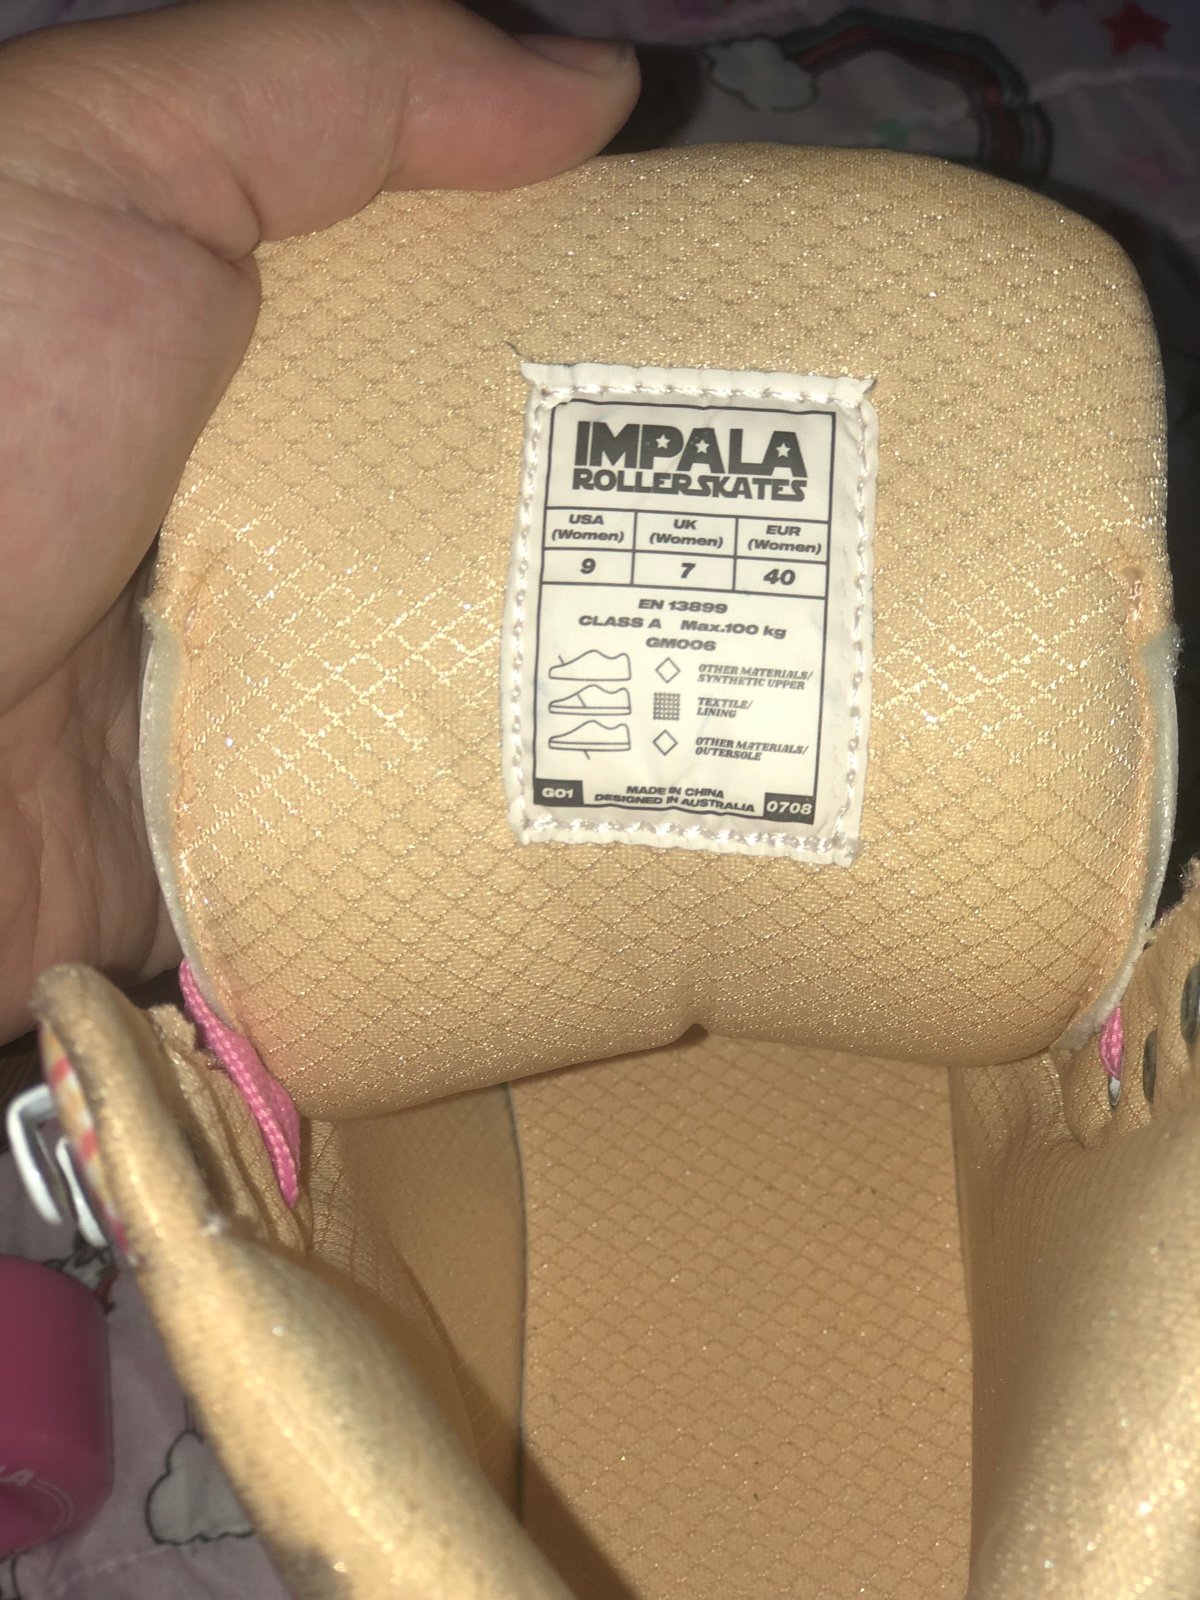 IMPALA
ROLLERSKATES
USA (Women) UK (Women) EUR (Women)
9 7 40
EN 13899
CLASS A Max.100 kg
GM006
OTHER MATERIALS/
SYNTHETIC UPPER
TEXTILE/
LINING
OTHER MATERIALS/
OUTERSOLE
G01 MADE IN CHINA
DESIGNED IN AUSTRALIA 0708